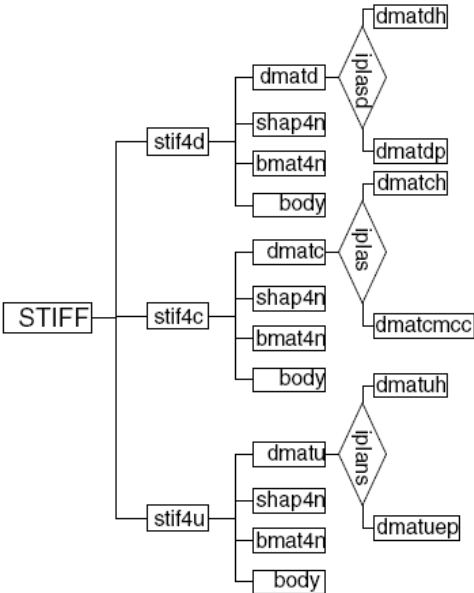 dmatdh
dmatd
iplasd
shap4n
stif4d
dmatdp
bmat4n
dmatch
body
dmatc
iplas
shap4n
STIFF
stif4c
dmatcmcc
bmat4n
body
dmatuh
dmatu
iplans
shap4n
stif4u
dmatuep
bmat4n
body